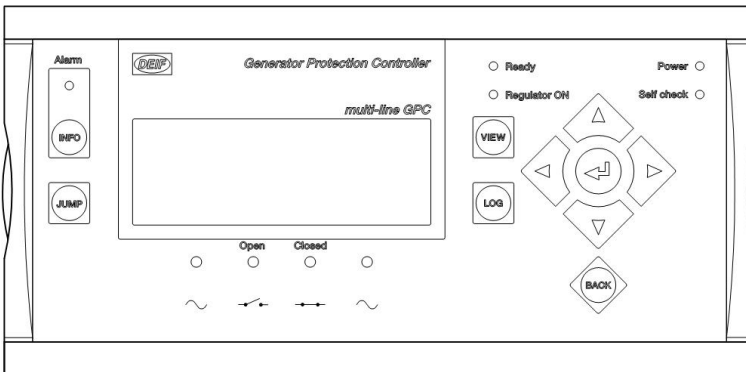 Alarm
DEIF
Generator Protection Controller
Ready
Power
Regulator ON
Self check
multi-line GPC
INFO
VIEW
JUMP
LOG
Open
Closed
BACK